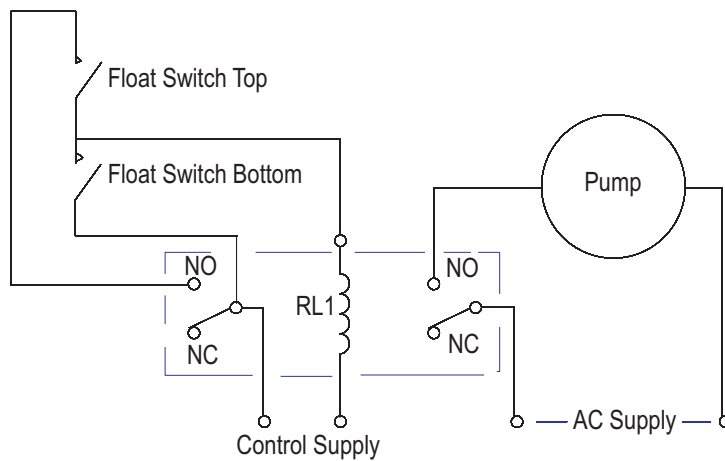 Float Switch Top
Float Switch Bottom
Pump
NO
NO
RL1
NC
NC
AC Supply
Control Supply